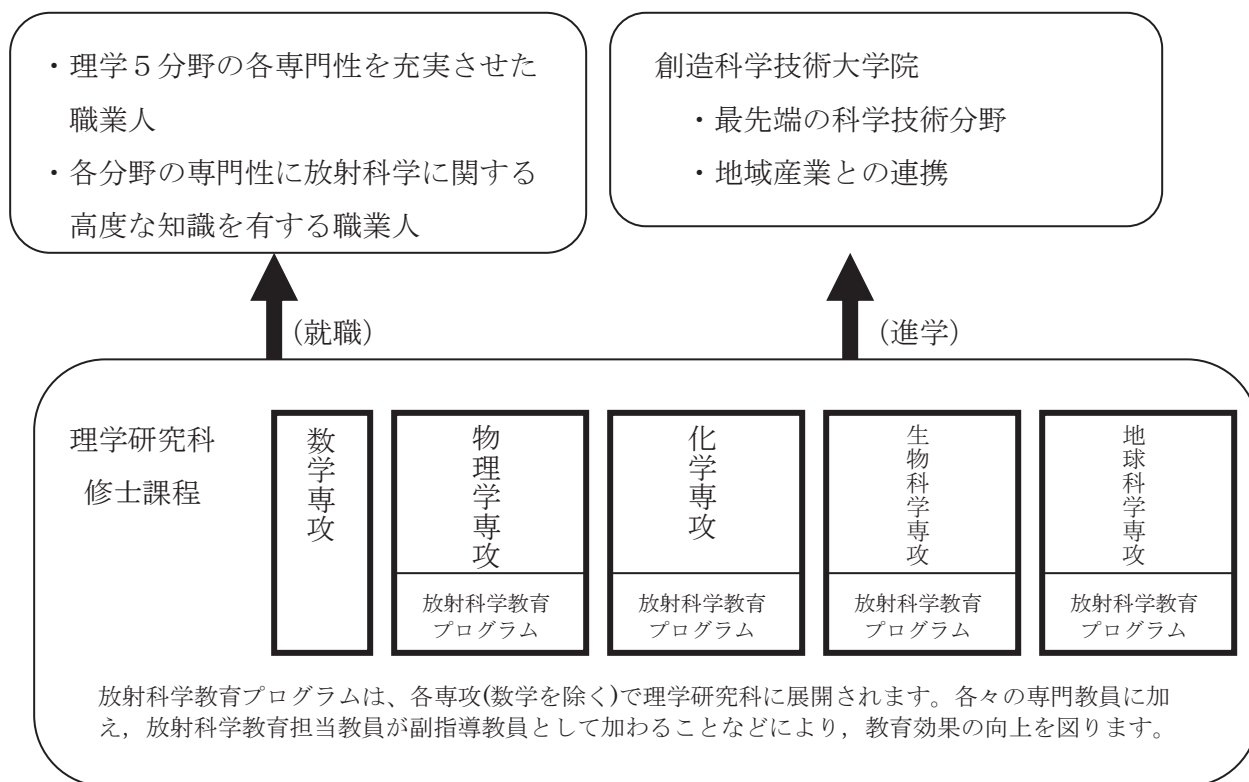 ・理学５分野の各専門性を充実させた
職業人
・各分野の専門性に放射科学に関する
高度な知識を有する職業人
創造科学技術大学院
・最先端の科学技術分野
・地域産業との連携
(就職)
(進学)
理学研究科
修士課程
数学専攻
物理学専攻
化学専攻
生物科学専攻
地球科学専攻
放射科学教育
プログラム
放射科学教育
プログラム
放射科学教育
プログラム
放射科学教育
プログラム
放射科学教育プログラムは、各専攻(数学を除く)で理学研究科に展開されます。各々の専門教員に加
え，放射科学教育担当教員が副指導教員として加わることなどにより，教育効果の向上を図ります。